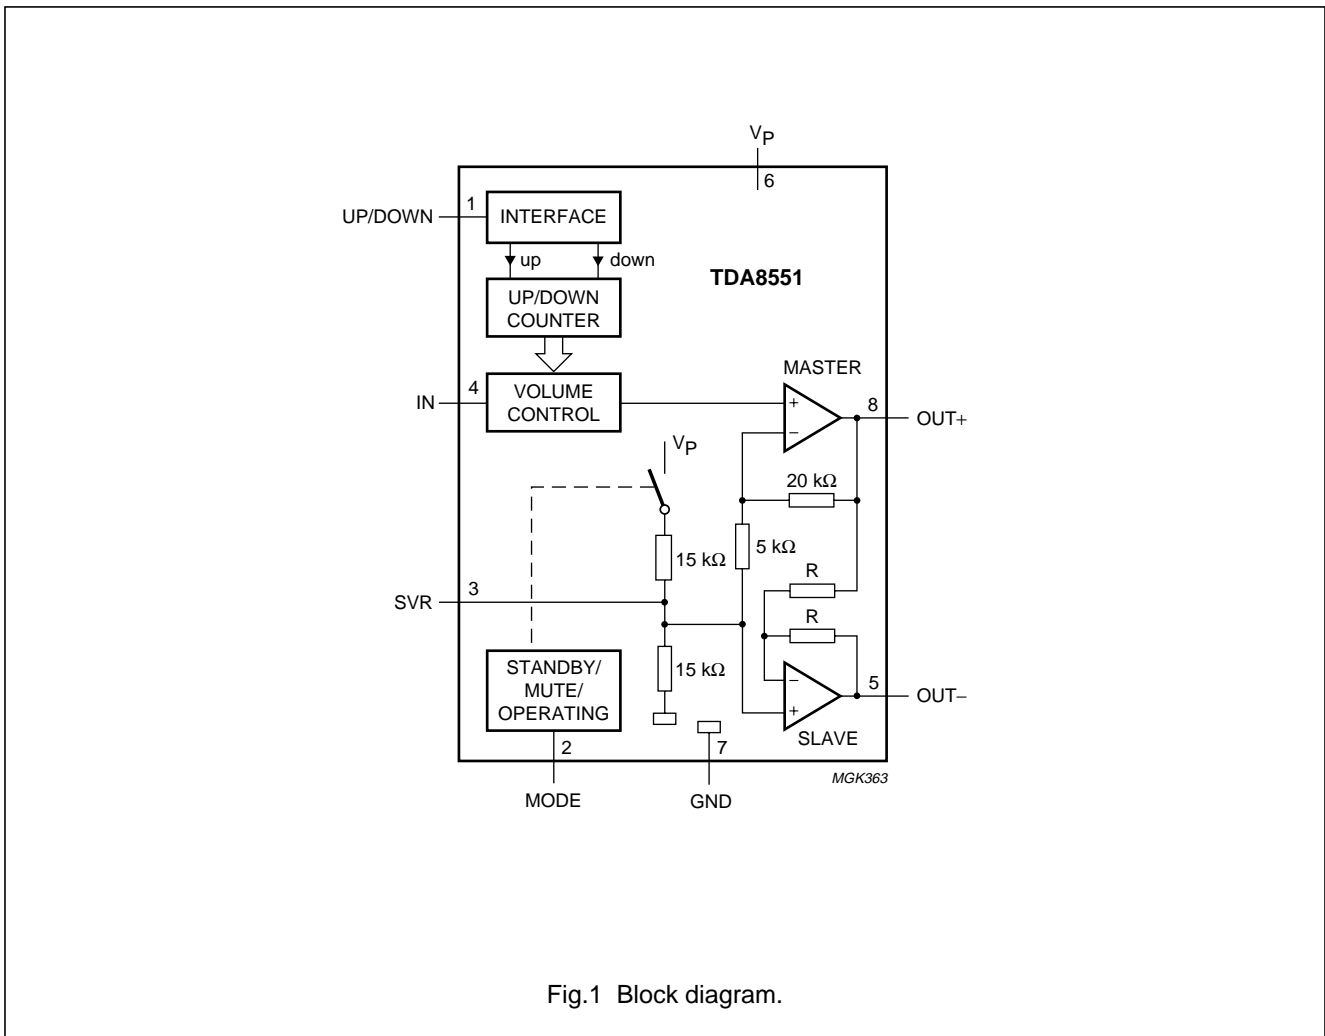 VP
6
1
UP/DOWN
INTERFACE
up
down
TDA8551
UP/DOWN
COUNTER
MASTER
4
IN
VOLUME
CONTROL
+
8
OUT+
−
VP
20 kΩ
5 kΩ
15 kΩ
R
3
SVR
R
15 kΩ
STANDBY/
MUTE/
OPERATING
−
5
OUT−
+
SLAVE
2
7
MGK363
MODE
GND
Fig.1 Block diagram.